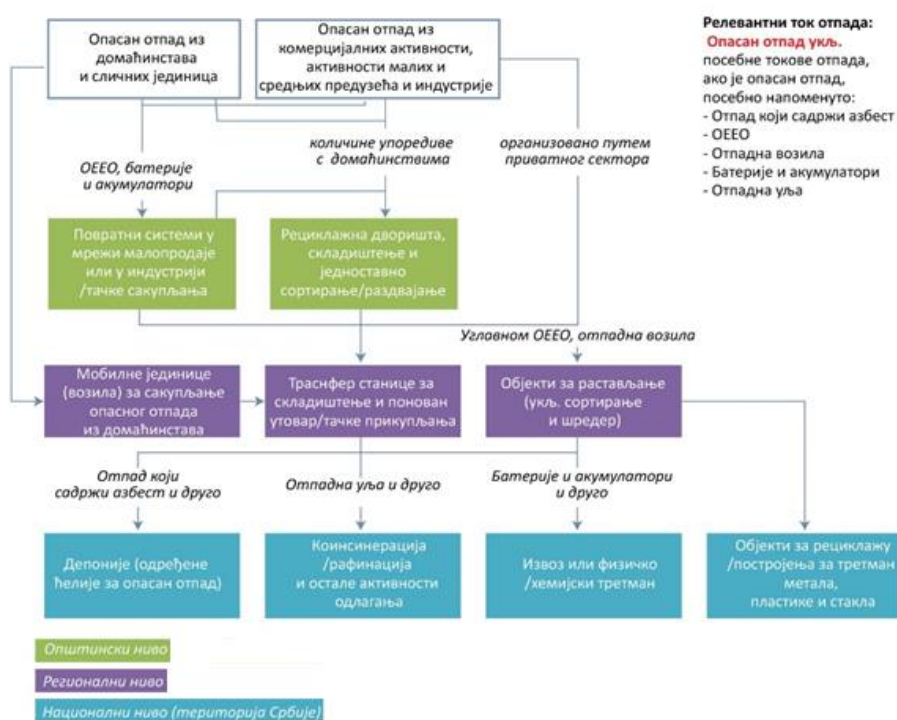 Опасан отпад из
домаћинстава
и сличних јединица
Опасан отпад из
комерцијалних активности,
активности малих и
средњих предузећа и индустрије
Релевантни ток отпада:
Опасан отпад укљ.
посебне токове отпада,
ако је опасан отпад,
посебно напоменуто:
- Отпад који садржи азбест
- ОЕЕО
- Отпадна возила
- Батерије и акумулатори
- Отпадна уља
ОЕЕО, батерије
и акумулатори
количине упоредиве
с домаћинствима
организовано путем
приватног сектора
Повратни системи у
мрежи малопродаје
или у индустрији
/тачке сакупљања
Рециклажна дворишта,
складиштење и
једноставно
сортирање/раздвајање
Углавном ОЕЕО, отпадна возила
Мобилне јединице
(возила) за сакупљање
опасног отпада
из домаћинстава
Траснфер станице за
складиштење и понован
утовар/тачке прикупљања
Објекти за растављање
(укљ. сортирање
и шредер)
Отпад који
садржи азбест и друго
Отпадна уља и друго
Батерије и акумулатори
и друго
Депоније (одређене
ћелије за опасан отпад)
Коинсинерација
/рафинација
и остале активности
одлагања
Извоз или физичко
/хемијски третман
Објекти за рециклажу
/постројења за третман
метала,
пластике и стакла
Општински ниво
Регионални ниво
Национални ниво (територија Србије)